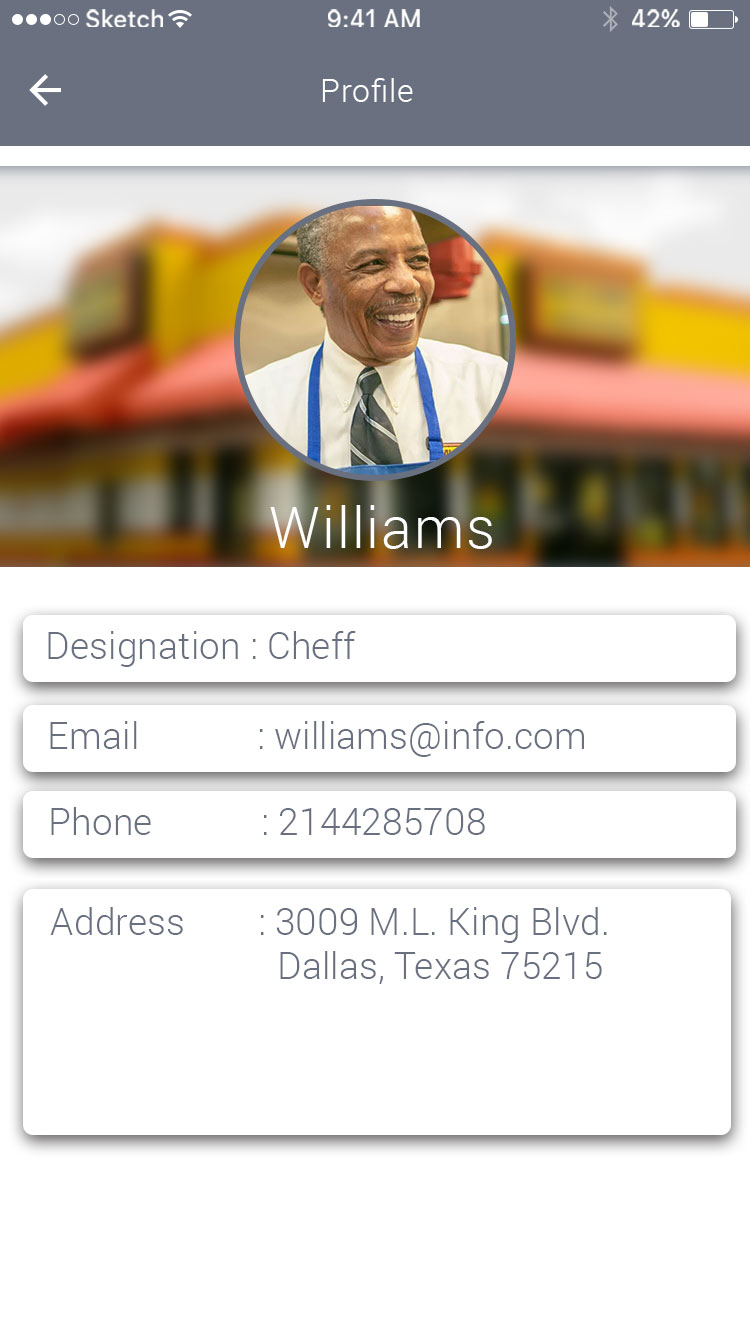 Sketch 9:41 AM 42%
Profile
Williams
Designation : Cheff
Email : williams@info.com
Phone : 2144285708
Address : 3009 M.L. King Blvd.
Dallas, Texas 75215